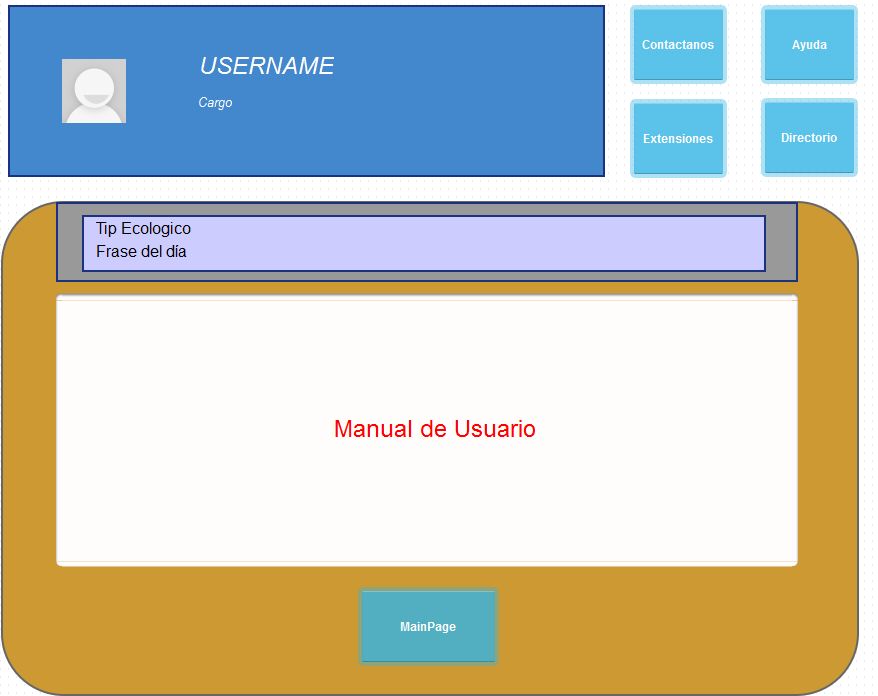 USERNAME
Cargo
Contactanos
Ayuda
Extensiones
Directorio
Tip Ecologico
Frase del día
Manual de Usuario
MainPage